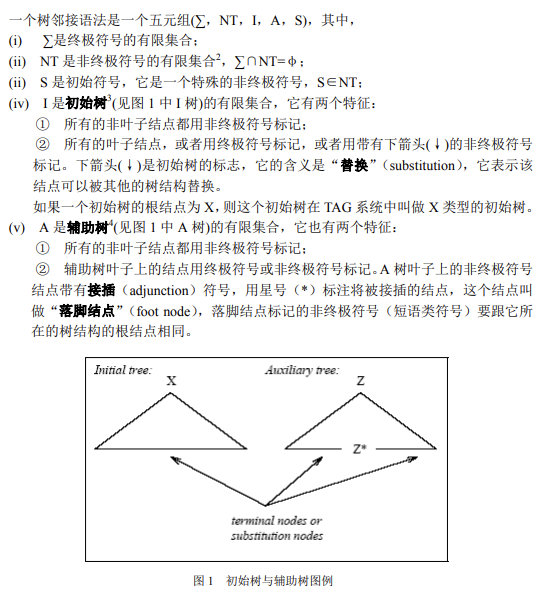 一个树邻接语法是一个五元组(∑，NT，I，A，S)，其中，
(i) ∑是终极符号的有限集合；
(ii) NT 是非终极符号的有限集合²，∑∩NT=φ；
(ii) S 是初始符号，它是一个特殊的非终极符号，S∈NT；
(iv) I 是初始树³(见图 1 中 I 树)的有限集合，它有两个特征：
① 所有的非叶子结点都用非终极符号标记；
② 所有的叶子结点，或者用终极符号标记，或者用带有下箭头(↓)的非终极符号
标记。下箭头(↓)是初始树的标志，它的含义是“替换”（substitution），它表示该
结点可以被其他的树结构替换。
如果一个初始树的根结点为 X，则这个初始树在 TAG 系统中叫做 X 类型的初始树。
(v) A 是辅助树⁴(见图 1 中 A 树)的有限集合，它也有两个特征：
① 所有的非叶子结点都用非终极符号标记；
② 辅助树叶子上的结点用终极符号或非终极符号标记。A 树叶子上的非终极符号
结点带有接插（adjunction）符号，用星号（*）标注将被接插的结点，这个结点叫
做“落脚结点”（foot node），落脚结点标记的非终极符号（短语类符号）要跟它所
在的树结构的根结点相同。
Initial tree: Auxiliary tree:
X Z
Z*
terminal nodes or
substitution nodes
图 1 初始树与辅助树图例